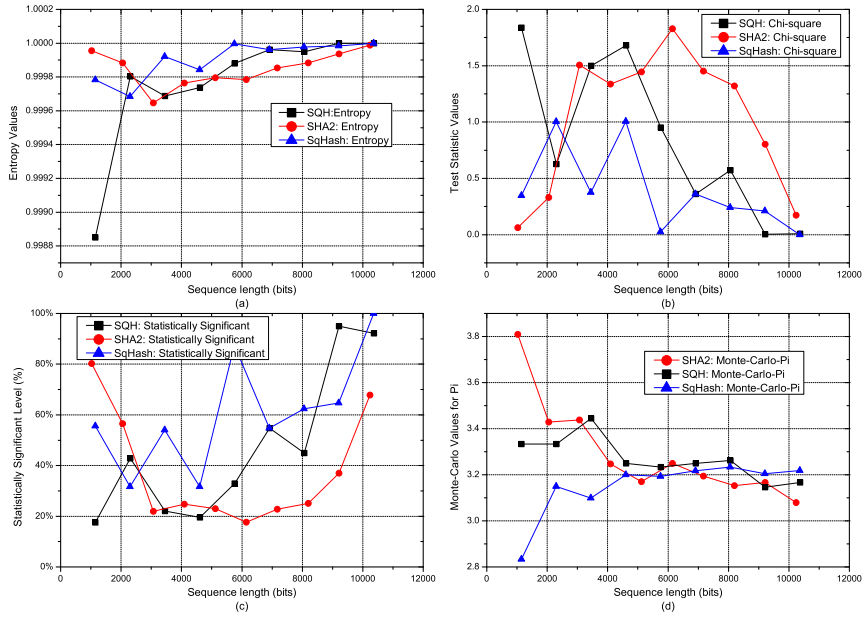 1.0002
1.0000
0.9998
0.9996
0.9994
0.9992
0.9990
0.9988
Entropy Values
SQH:Entropy
SHA2: Entropy
SqHash: Entropy
0 2000 4000 6000 8000 10000 12000
Sequence length (bits)
(a)
2.0
1.5
1.0
0.5
0.0
Test Statistic Values
SQH: Chi-square
SHA2: Chi-square
SqHash: Chi-square
0 2000 4000 6000 8000 10000 12000
Sequence length (bits)
(b)
100%
80%
60%
40%
20%
0%
Statistically Significant Level (%)
SQH: Statistically Significant
SHA2: Statistically Significant
SqHash: Statistically Significant
0 2000 4000 6000 8000 10000 12000
Sequence length (bits)
(c)
3.8
3.6
3.4
3.2
3.0
2.8
Monte-Carlo Values for Pi
SHA2: Monte-Carlo-Pi
SQH: Monte-Carlo-Pi
SqHash: Monte-Carlo-Pi
0 2000 4000 6000 8000 10000 12000
Sequence length (bits)
(d)